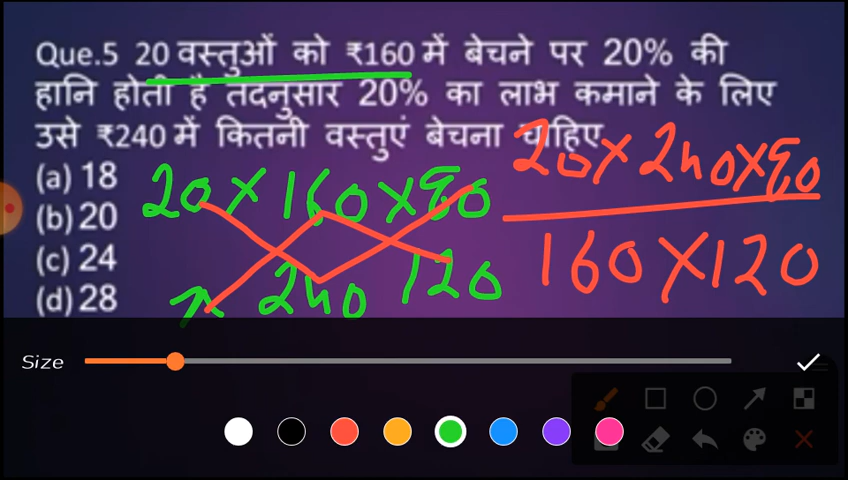 Que.5 20 वस्तुओं को ₹160 में बेचने पर 20% की
हानि होती है तदनुसार 20% का लाभ कमाने के लिए
उसे ₹240 में कितनी वस्तुएं बेचना चाहिए
(a) 18
(b) 20
(c) 24
(d) 28
20 x 160 x 80
x 240 120
20 x 240 x 80
160 x 120
Size